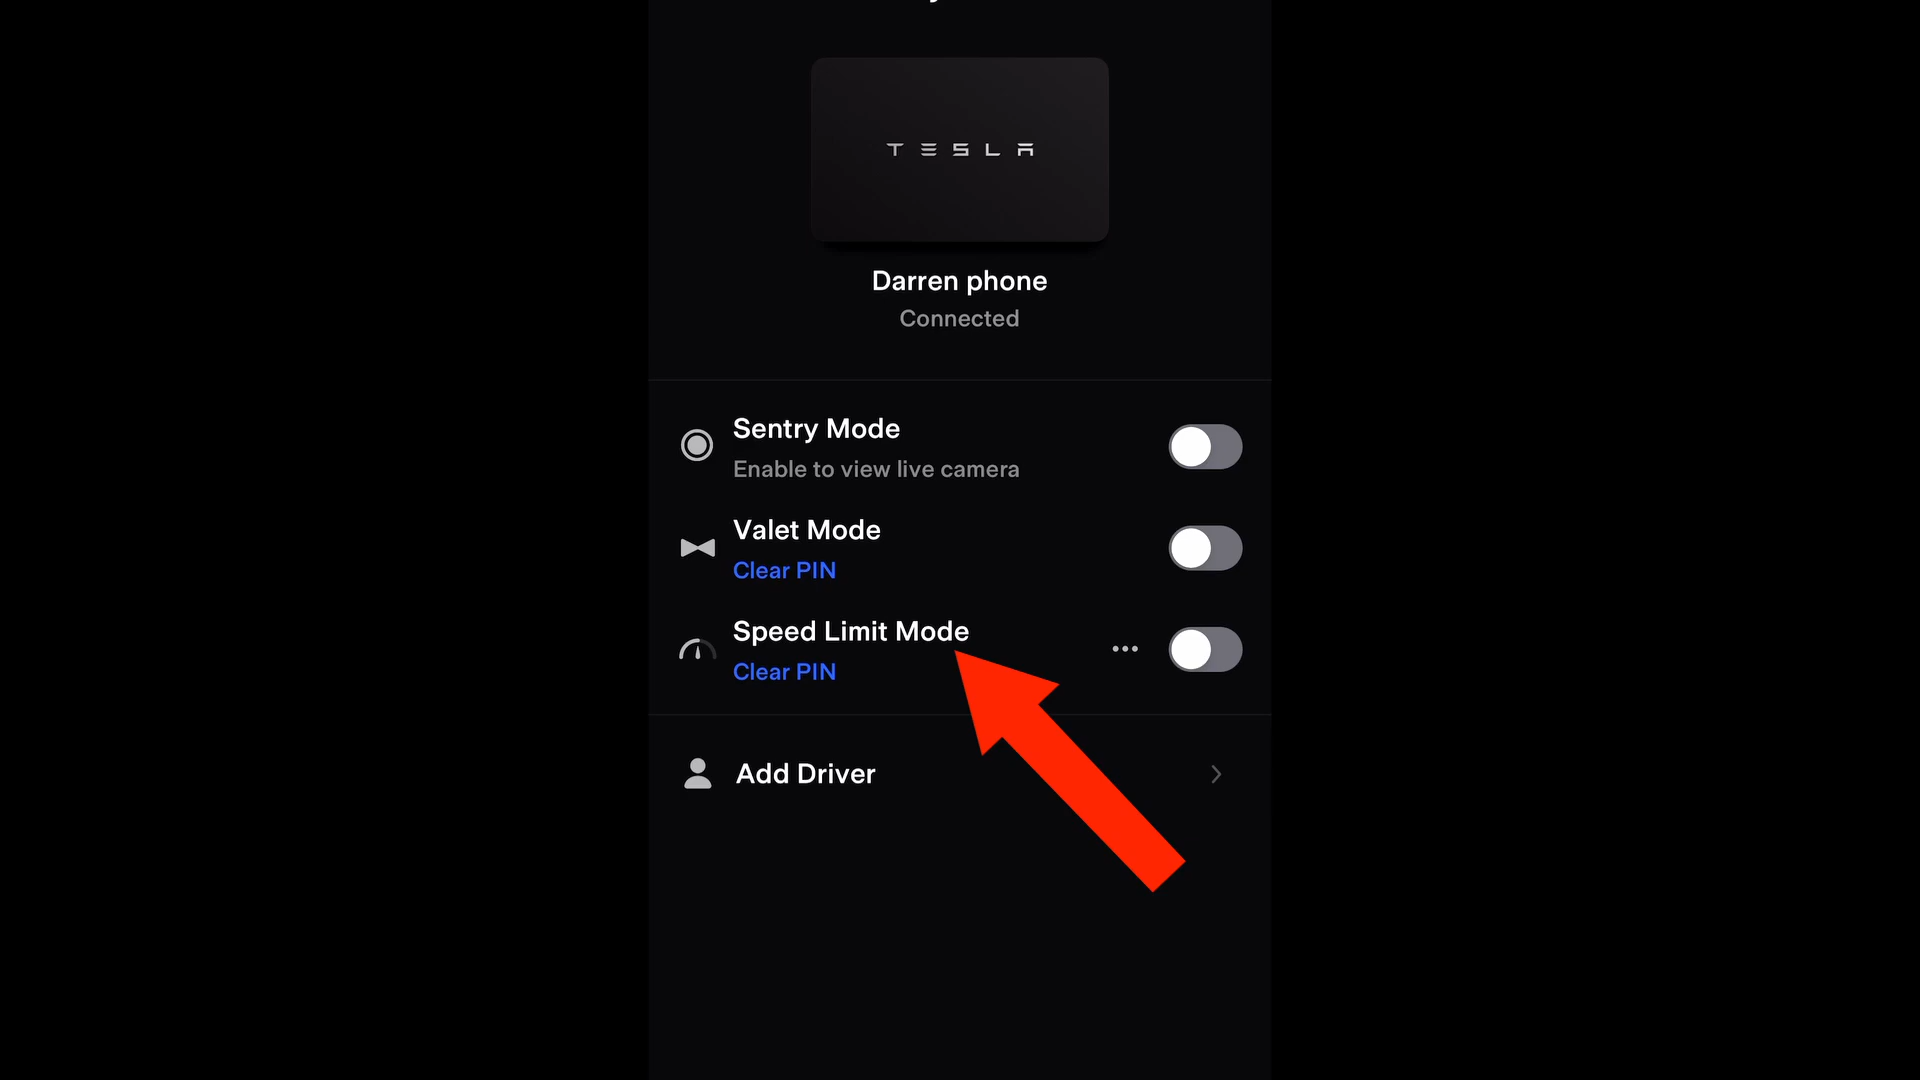 TESLA
Darren phone
Connected
Sentry Mode
Enable to view live camera
Valet Mode
Clear PIN
Speed Limit Mode
Clear PIN
Add Driver